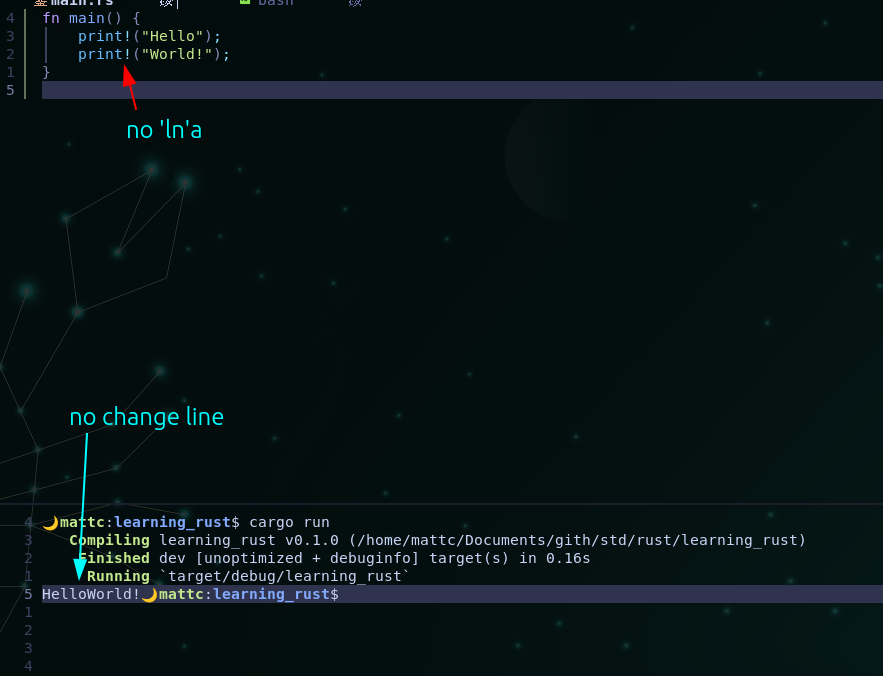 main.rs bash
4 fn main() {
3 print!("Hello");
2 print!("World!");
1 }
5
no 'ln'a
no change line
4 🌙mattc:learning_rust$ cargo run
3 Compiling learning_rust v0.1.0 (/home/mattc/Documents/gith/std/rust/learning_rust)
2 Finished dev [unoptimized + debuginfo] target(s) in 0.16s
1 Running `target/debug/learning_rust`
5 HelloWorld!🌙mattc:learning_rust$
1
2
3
4